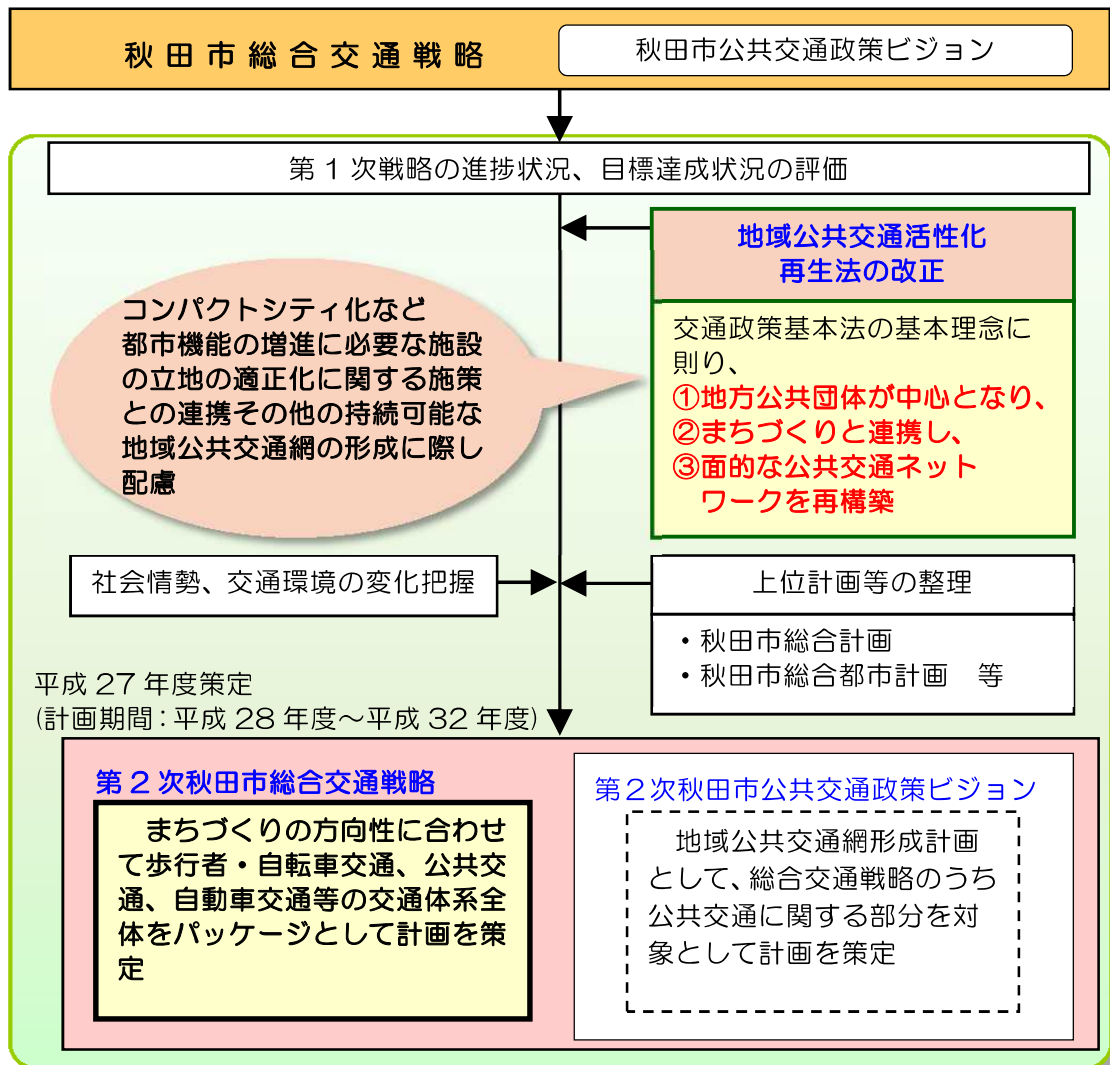 秋田市総合交通戦略
秋田市公共交通政策ビジョン
第1次戦略の進捗状況、目標達成状況の評価
地域公共交通活性化
再生法の改正
コンパクトシティ化など
都市機能の増進に必要な施設
の立地の適正化に関する施策
との連携その他の持続可能な
地域公共交通網の形成に際し
配慮
交通政策基本法の基本理念に
則り、
①地方公共団体が中心となり、
②まちづくりと連携し、
③面的な公共交通ネット
ワークを再構築
社会情勢、交通環境の変化把握
上位計画等の整理
・秋田市総合計画
・秋田市総合都市計画　等
平成27年度策定
(計画期間：平成28年度～平成32年度)
第2次秋田市総合交通戦略
まちづくりの方向性に合わせ
て歩行者・自転車交通、公共交
通、自動車交通等の交通体系全
体をパッケージとして計画を策
定
第2次秋田市公共交通政策ビジョン
地域公共交通網形成計画
として、総合交通戦略のうち
公共交通に関する部分を対
象として計画を策定